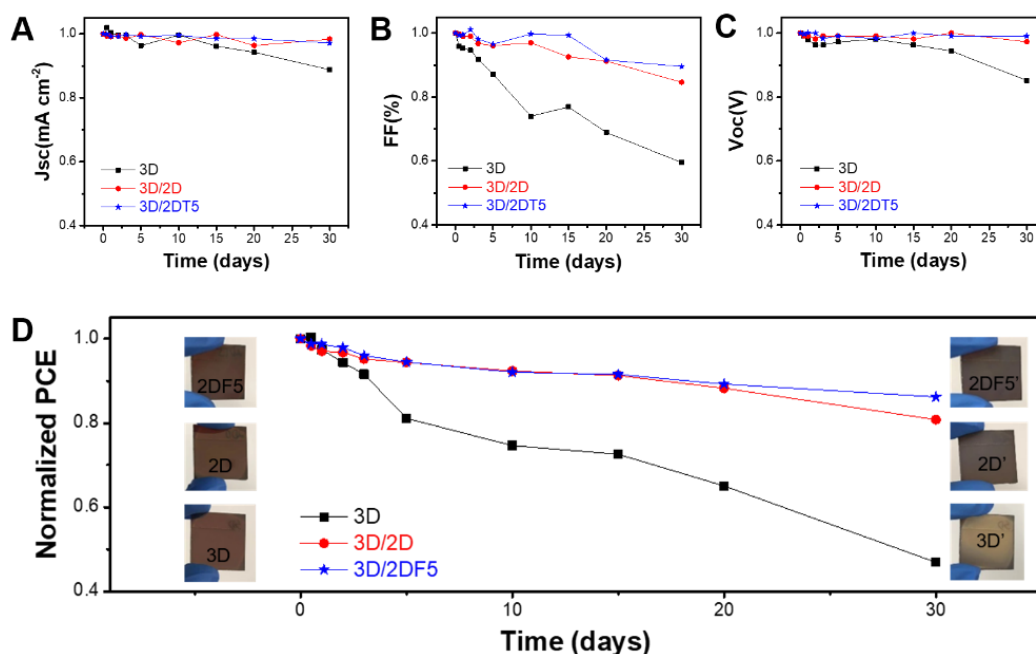 A
Jsc(mA cm⁻²)
1.0
0.8
0.6
0.4
3D
3D/2D
3D/2DT5
0 5 10 15 20 25 30
Time (days)
B
FF(%)
1.0
0.8
0.6
0.4
3D
3D/2D
3D/2DT5
0 5 10 15 20 25 30
Time (days)
C
Voc(V)
1.0
0.8
0.6
0.4
3D
3D/2D
3D/2DT5
0 5 10 15 20 25 30
Time (days)
D
Normalized PCE
1.0
0.8
0.6
0.4
2DF5
2D
3D
3D
3D/2D
3D/2DF5
2DF5'
2D'
3D'
0 10 20 30
Time (days)